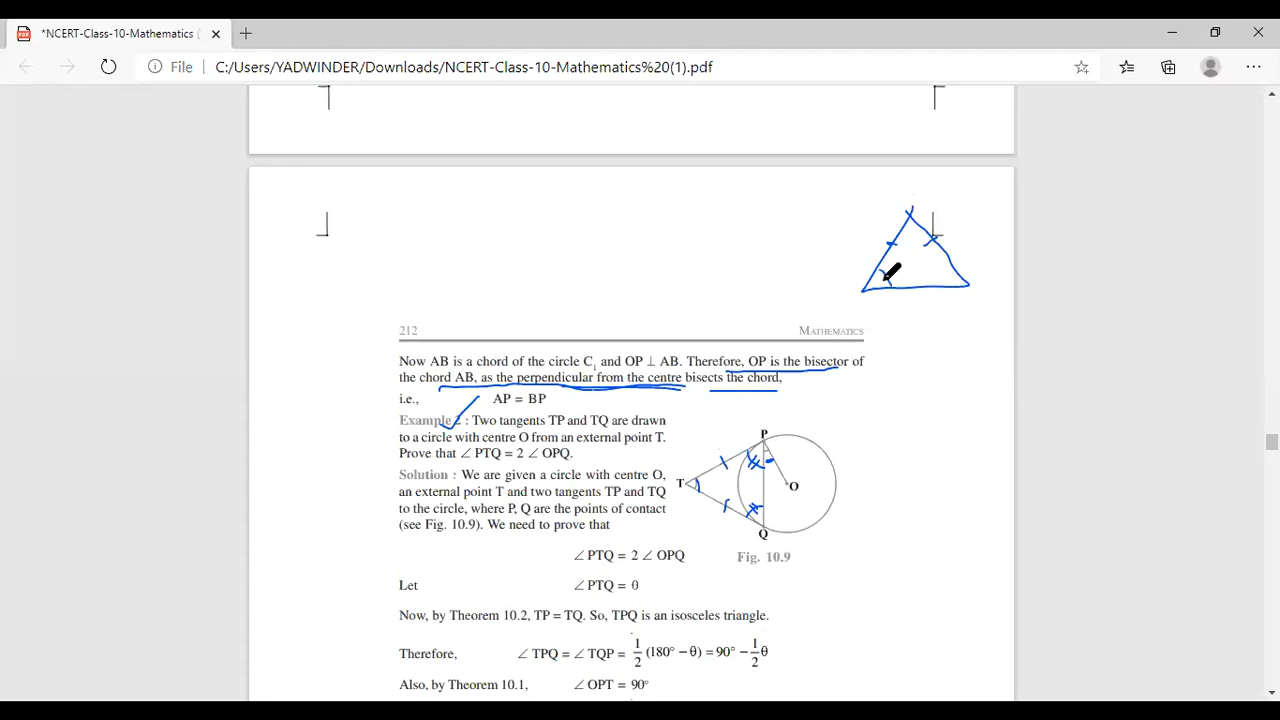 *NCERT-Class-10-Mathematics (
File C:/Users/YADWINDER/Downloads/NCERT-Class-10-Mathematics%20(1).pdf
212 MATHEMATICS
Now AB is a chord of the circle C1 and OP ⊥ AB. Therefore, OP is the bisector of
the chord AB, as the perpendicular from the centre bisects the chord,
i.e., AP = BP
Example 2 : Two tangents TP and TQ are drawn
to a circle with centre O from an external point T.
Prove that ∠ PTQ = 2 ∠ OPQ.
Solution : We are given a circle with centre O,
an external point T and two tangents TP and TQ
to the circle, where P, Q are the points of contact
(see Fig. 10.9). We need to prove that
P
T
O
Q
Fig. 10.9
∠ PTQ = 2 ∠ OPQ
Let ∠ PTQ = θ
Now, by Theorem 10.2, TP = TQ. So, TPQ is an isosceles triangle.
Therefore, ∠ TPQ = ∠ TQP = 1/2 (180° − θ) = 90° − 1/2 θ
Also, by Theorem 10.1, ∠ OPT = 90°